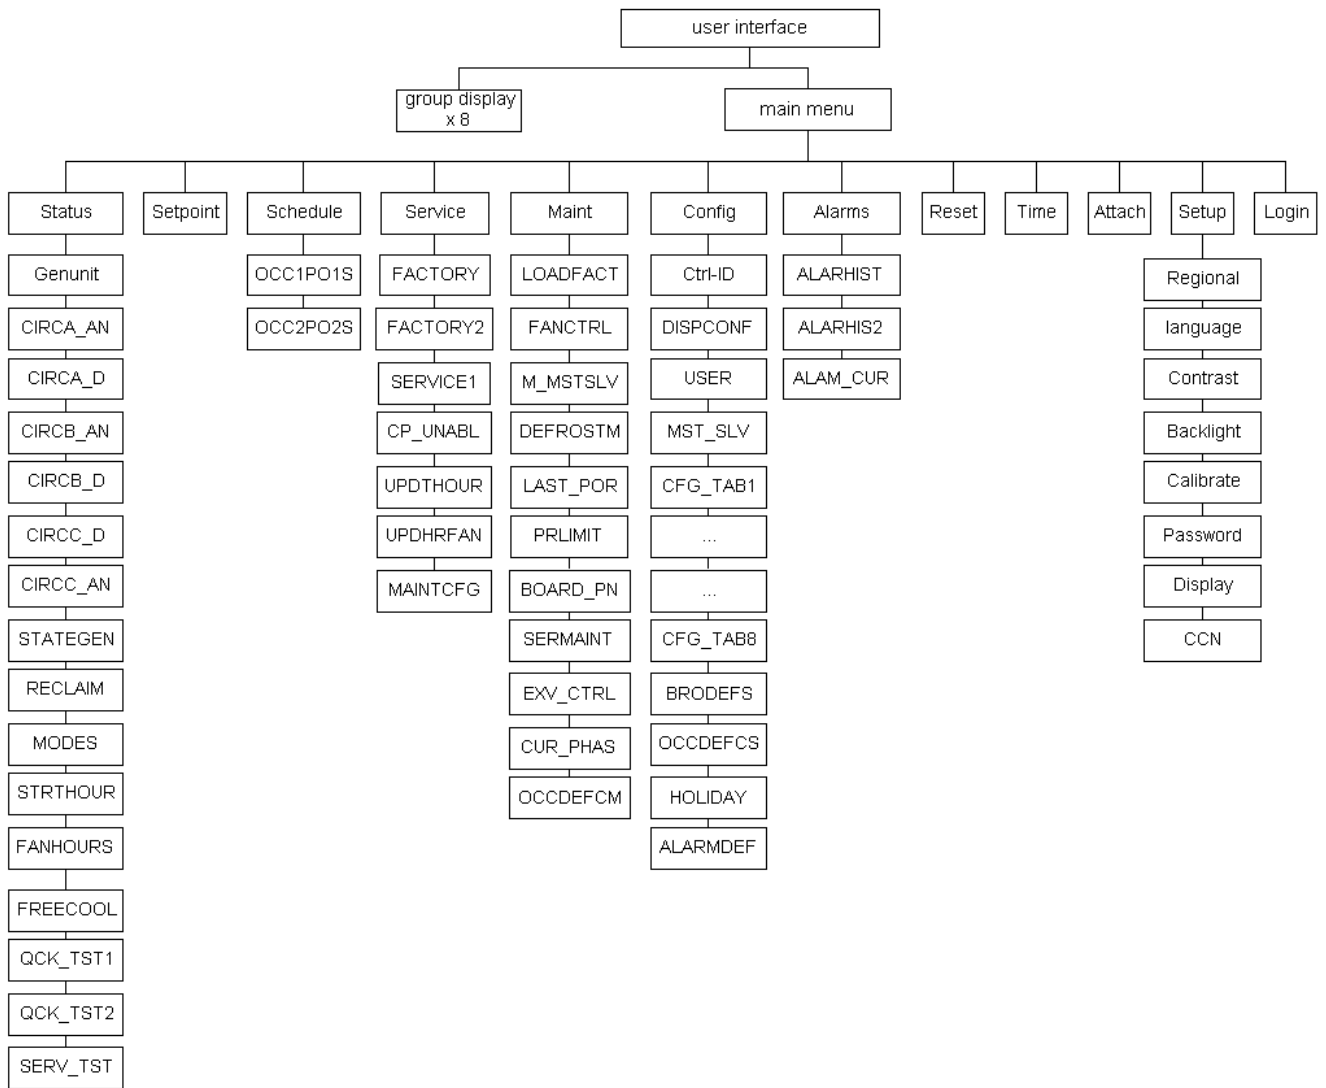 user interface
group display
x 8
main menu
Status
Setpoint
Schedule
Service
Maint
Config
Alarms
Reset
Time
Attach
Setup
Login
Genunit
CIRCA_AN
CIRCA_D
CIRCB_AN
CIRCB_D
CIRCC_D
CIRCC_AN
STATEGEN
RECLAIM
MODES
STRTHOUR
FANHOURS
FREECOOL
QCK_TST1
QCK_TST2
SERV_TST
OCC1PO1S
OCC2PO2S
FACTORY
FACTORY2
SERVICE1
CP_UNABL
UPDTHOUR
UPDHRFAN
MAINTCFG
LOADFACT
FANCTRL
M_MSTSLV
DEFROSTM
LAST_POR
PRLIMIT
BOARD_PN
SERMAINT
EXV_CTRL
CUR_PHAS
OCCDEFCM
Ctrl-ID
DISPCONF
USER
MST_SLV
CFG_TAB1
...
...
CFG_TAB8
BRODEFS
OCCDEFCS
HOLIDAY
ALARMDEF
ALARHIST
ALARHIS2
ALAM_CUR
Regional
language
Contrast
Backlight
Calibrate
Password
Display
CCN